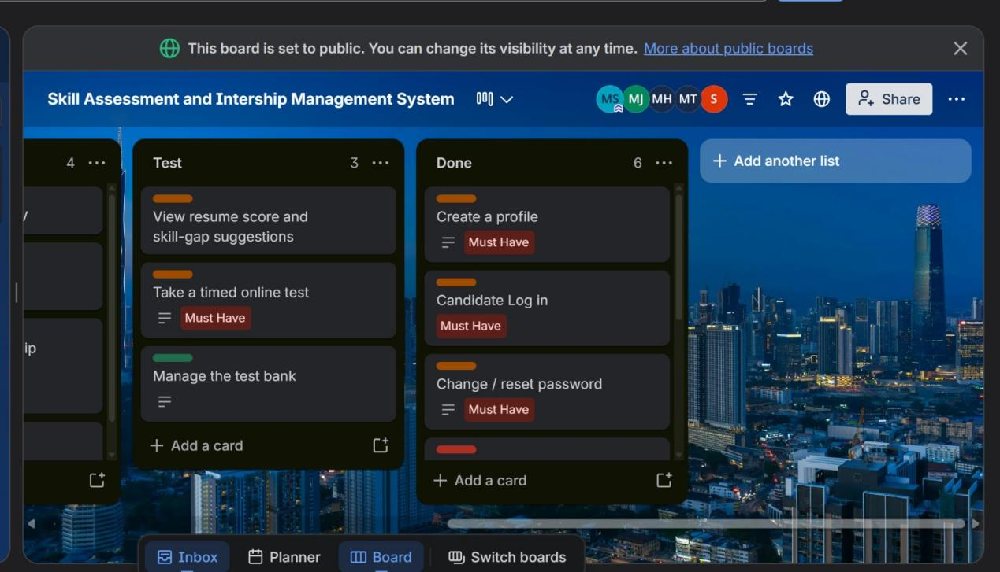 This board is set to public. You can change its visibility at any time. More about public boards
Skill Assessment and Intership Management System
MS MJ MH MT S
Share
4
ip
Test 3
View resume score and
skill-gap suggestions
Take a timed online test
Must Have
Manage the test bank
Add a card
Done 6
Create a profile
Must Have
Candidate Log in
Must Have
Change / reset password
Must Have
Add a card
Add another list
Inbox Planner Board Switch boards